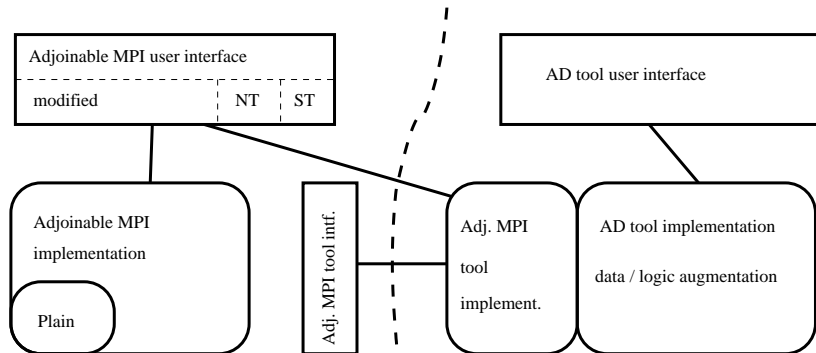 Adjoinable MPI user interface
modified
NT
ST
AD tool user interface
Adjoinable MPI
implementation
Plain
Adj. MPI tool intf.
Adj. MPI
tool
implement.
AD tool implementation
data / logic augmentation